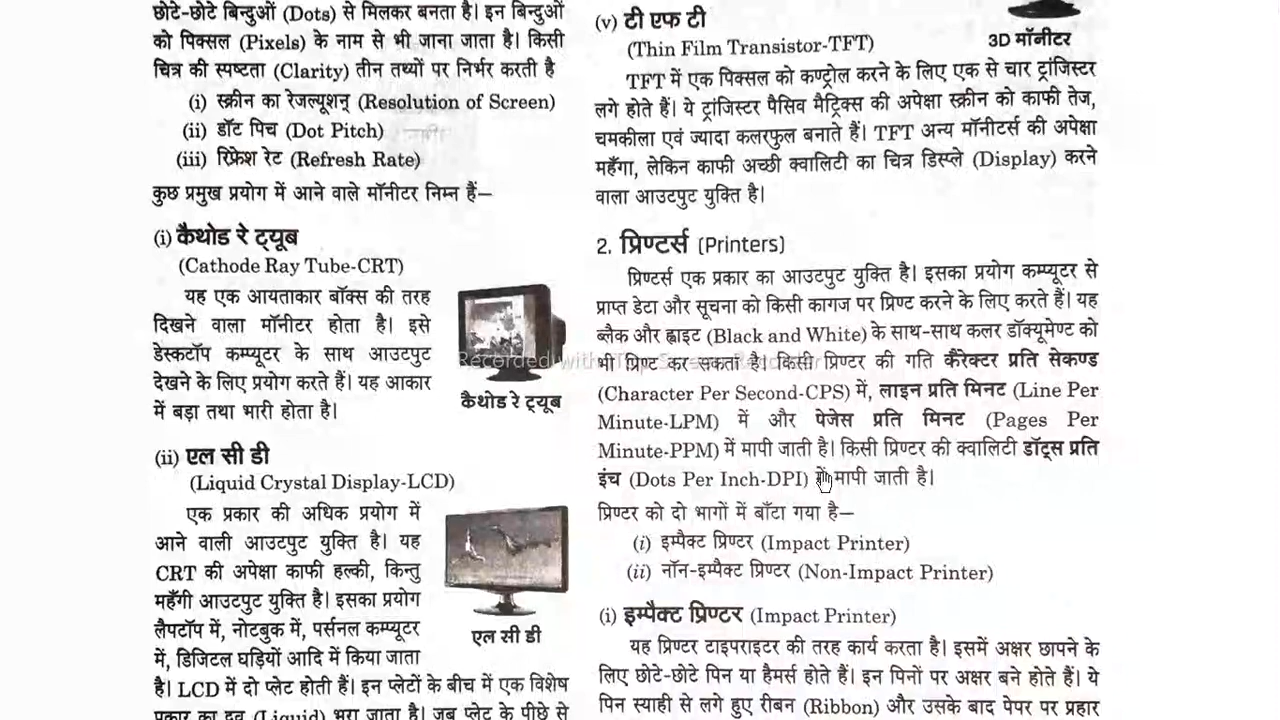 छोटे-छोटे बिन्दुओं (Dots) से मिलकर बनता है। इन बिन्दुओं
को पिक्सल (Pixels) के नाम से भी जाना जाता है। किसी
चित्र की स्पष्टता (Clarity) तीन तथ्यों पर निर्भर करती है
(i) स्क्रीन का रेजल्यूशन् (Resolution of Screen)
(ii) डॉट पिच (Dot Pitch)
(iii) रिफ्रेश रेट (Refresh Rate)
कुछ प्रमुख प्रयोग में आने वाले मॉनीटर निम्न हैं—
(i) कैथोड रे ट्यूब
(Cathode Ray Tube-CRT)
यह एक आयताकार बॉक्स की तरह
दिखने वाला मॉनीटर होता है। इसे
डेस्कटॉप कम्प्यूटर के साथ आउटपुट
देखने के लिए प्रयोग करते हैं। यह आकार
में बड़ा तथा भारी होता है।
कैथोड रे ट्यूब
(ii) एल सी डी
(Liquid Crystal Display-LCD)
एक प्रकार की अधिक प्रयोग में
आने वाली आउटपुट युक्ति है। यह
CRT की अपेक्षा काफी हल्की, किन्तु
महँगी आउटपुट युक्ति है। इसका प्रयोग
लैपटॉप में, नोटबुक में, पर्सनल कम्प्यूटर
में, डिजिटल घड़ियों आदि में किया जाता
एल सी डी
है। LCD में दो प्लेट होती हैं। इन प्लेटों के बीच में एक विशेष
प्रकार का द्रव (Liquid) भरा जाता है। जब प्लेट के पीछे से
3D मॉनीटर
(v) टी एफ टी
(Thin Film Transistor-TFT)
TFT में एक पिक्सल को कण्ट्रोल करने के लिए एक से चार ट्रांजिस्टर
लगे होते हैं। ये ट्रांजिस्टर पैसिव मैट्रिक्स की अपेक्षा स्क्रीन को काफी तेज,
चमकीला एवं ज्यादा कलरफुल बनाते हैं। TFT अन्य मॉनीटर्स की अपेक्षा
महँगा, लेकिन काफी अच्छी क्वालिटी का चित्र डिस्प्ले (Display) करने
वाला आउटपुट युक्ति है।
2. प्रिण्टर्स (Printers)
प्रिण्टर्स एक प्रकार का आउटपुट युक्ति है। इसका प्रयोग कम्प्यूटर से
प्राप्त डेटा और सूचना को किसी कागज पर प्रिण्ट करने के लिए करते हैं। यह
ब्लैक और ह्वाइट (Black and White) के साथ-साथ कलर डॉक्यूमेण्ट को
भी प्रिण्ट कर सकता है। किसी प्रिण्टर की गति कैरेक्टर प्रति सेकण्ड
(Character Per Second-CPS) में, लाइन प्रति मिनट (Line Per
Minute-LPM) में और पेजेस प्रति मिनट (Pages Per
Minute-PPM) में मापी जाती है। किसी प्रिण्टर की क्वालिटी डॉट्स प्रति
इंच (Dots Per Inch-DPI) में मापी जाती है।
प्रिण्टर को दो भागों में बाँटा गया है—
(i) इम्पैक्ट प्रिण्टर (Impact Printer)
(ii) नॉन-इम्पैक्ट प्रिण्टर (Non-Impact Printer)
(i) इम्पैक्ट प्रिण्टर (Impact Printer)
यह प्रिण्टर टाइपराइटर की तरह कार्य करता है। इसमें अक्षर छापने के
लिए छोटे-छोटे पिन या हैमर्स होते हैं। इन पिनों पर अक्षर बने होते हैं। ये
पिन स्याही से लगे हुए रीबन (Ribbon) और उसके बाद पेपर पर प्रहार
Recorded with